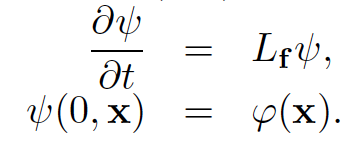 ∂ψ/∂t = L_𝐟 ψ,
ψ(0, 𝐱) = φ(𝐱).